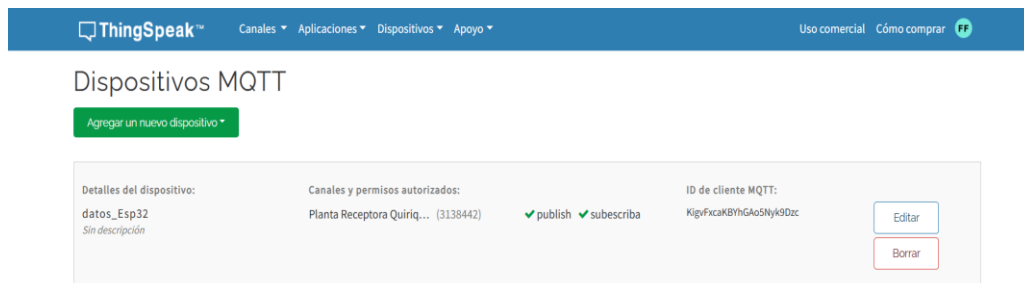 ThingSpeak™ Canales Aplicaciones Dispositivos Apoyo Uso comercial Cómo comprar FF
Dispositivos MQTT
Agregar un nuevo dispositivo
Detalles del dispositivo: Canales y permisos autorizados: ID de cliente MQTT:
datos_Esp32 Planta Receptora Quiriq... (3138442) publish subescriba KigvFxcaKBYhGAo5Nyk9Dzc Editar
Sin descripción
Borrar